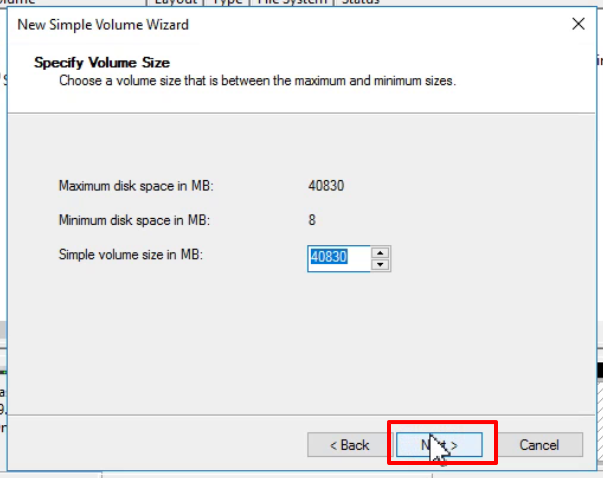 Layout | Type | File System | Status
New Simple Volume Wizard
Specify Volume Size
Choose a volume size that is between the maximum and minimum sizes.
Maximum disk space in MB: 40830
Minimum disk space in MB: 8
Simple volume size in MB: 40830
< Back Next > Cancel